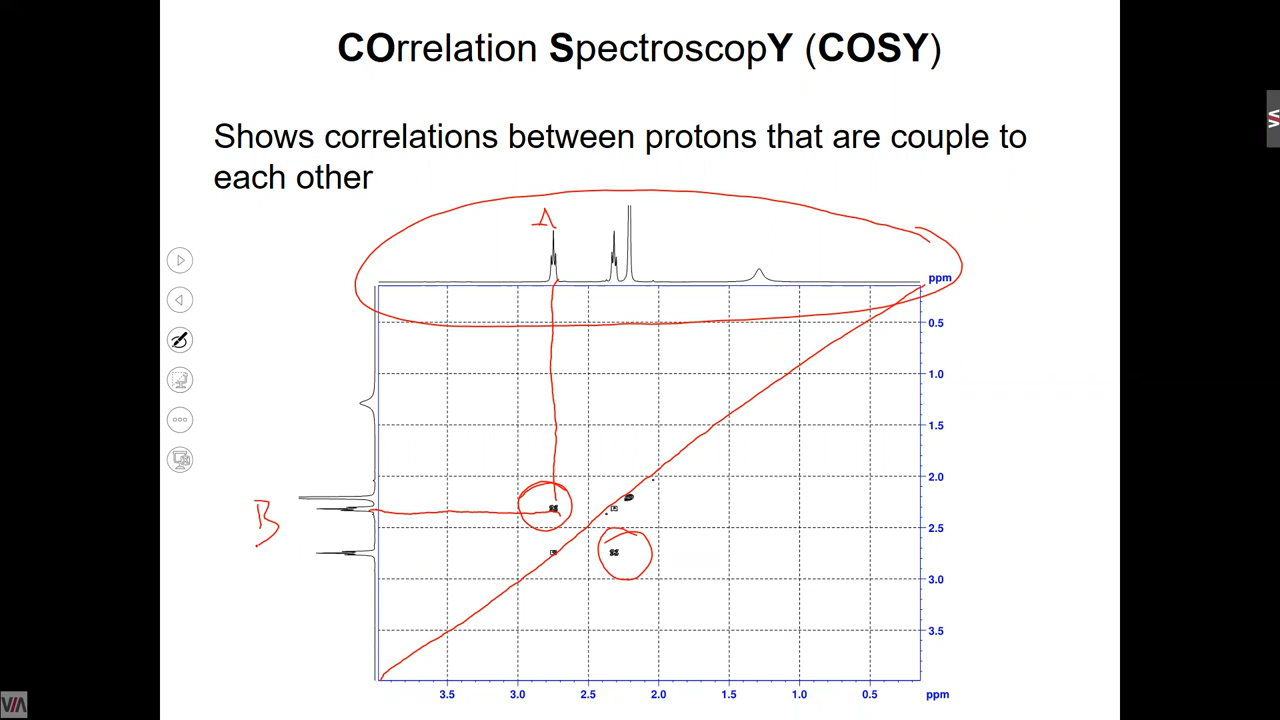 COrrelation SpectroscopY (COSY)
Shows correlations between protons that are couple to
each other
A
ppm
0.5
1.0
1.5
2.0
B
2.5
3.0
3.5
3.5 3.0 2.5 2.0 1.5 1.0 0.5 ppm
VIA